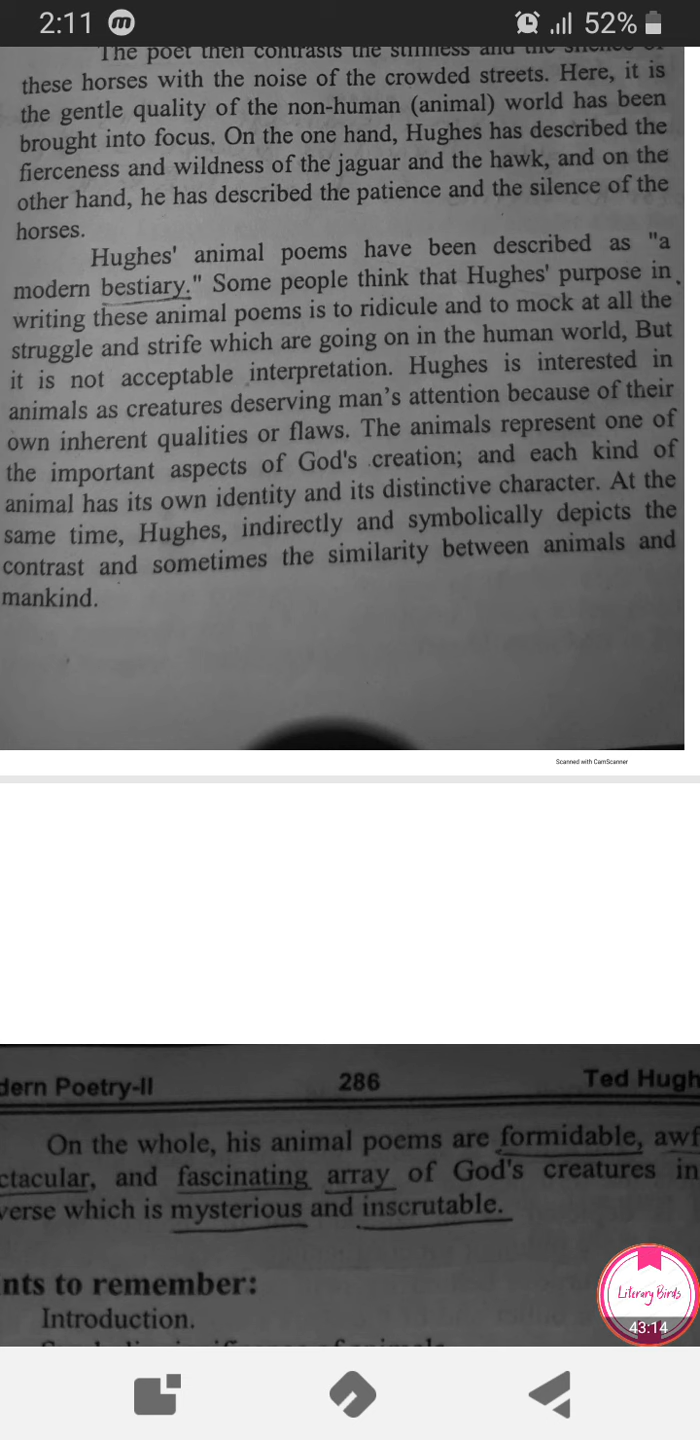 2:11 m 52%
The poet then contrasts the stillness and the silence of
these horses with the noise of the crowded streets. Here, it is
the gentle quality of the non-human (animal) world has been
brought into focus. On the one hand, Hughes has described the
fierceness and wildness of the jaguar and the hawk, and on the
other hand, he has described the patience and the silence of the
horses.
Hughes' animal poems have been described as "a
modern bestiary." Some people think that Hughes' purpose in
writing these animal poems is to ridicule and to mock at all the
struggle and strife which are going on in the human world, But
it is not acceptable interpretation. Hughes is interested in
animals as creatures deserving man's attention because of their
own inherent qualities or flaws. The animals represent one of
the important aspects of God's creation; and each kind of
animal has its own identity and its distinctive character. At the
same time, Hughes, indirectly and symbolically depicts the
contrast and sometimes the similarity between animals and
mankind.
Scanned with CamScanner
dern Poetry-II 286 Ted Hugh
On the whole, his animal poems are formidable, awf
ctacular, and fascinating array of God's creatures in
verse which is mysterious and inscrutable.
nts to remember:
Introduction.
Literary Birds
43:14